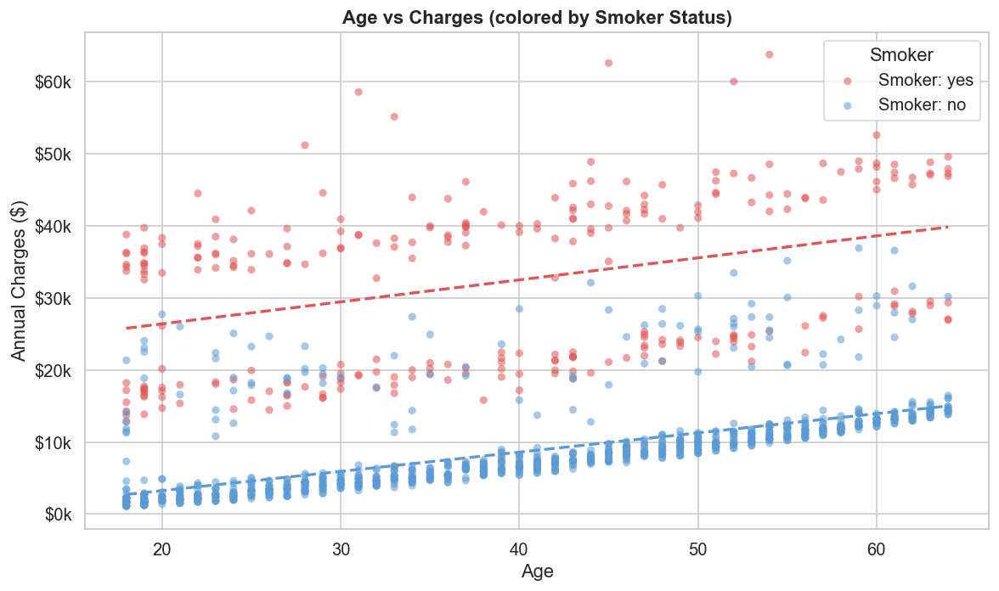 Age vs Charges (colored by Smoker Status)
Smoker
Smoker: yes
Smoker: no
Annual Charges ($)
$60k
$50k
$40k
$30k
$20k
$10k
$0k
20 30 40 50 60
Age